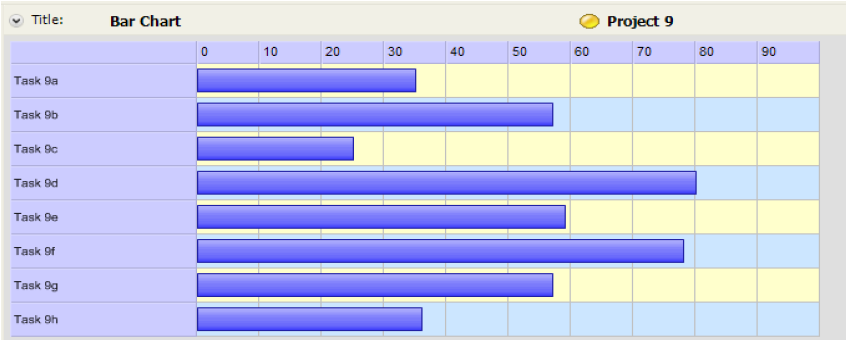 Title: Bar Chart Project 9
0 10 20 30 40 50 60 70 80 90
Task 9a
Task 9b
Task 9c
Task 9d
Task 9e
Task 9f
Task 9g
Task 9h